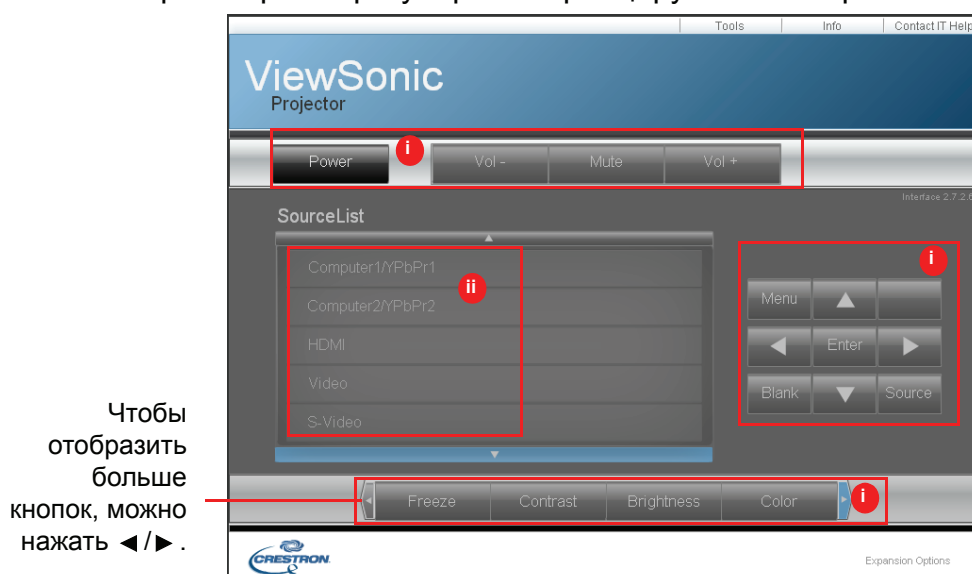 Tools Info Contact IT Help
ViewSonic
Projector
Power i Vol - Mute Vol +
Interface 2.7.2.
SourceList
i
Computer1/YPbPr1
ii
Computer2/YPbPr2
HDMI
Video
S-Video
Menu
Enter
Blank Source
Чтобы
отобразить
больше
кнопок, можно
нажать ◄/►.
Freeze Contrast Brightness Color i
CRESTRON
Expansion Options